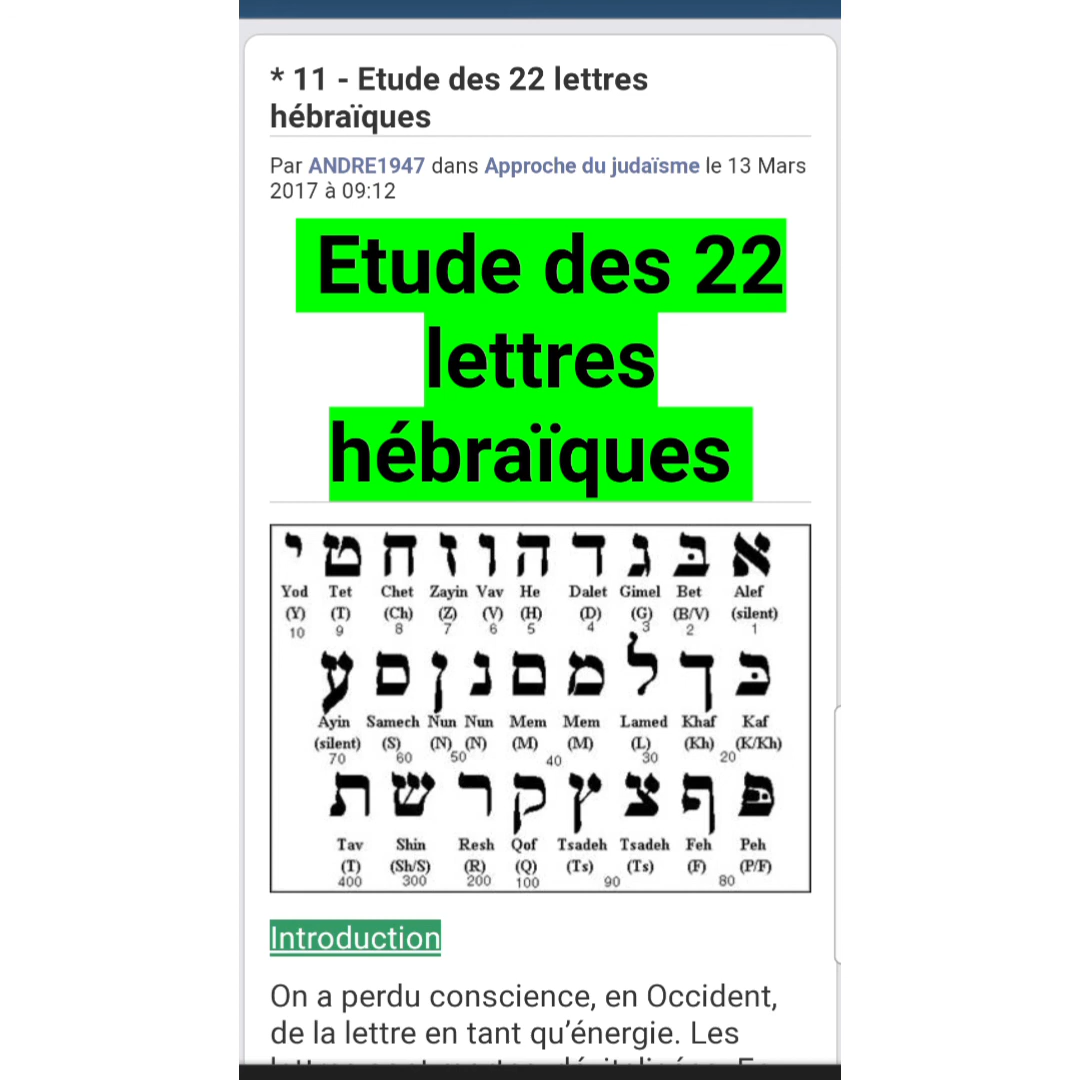 * 11 - Etude des 22 lettres
hébraïques
Par ANDRE1947 dans Approche du judaïsme le 13 Mars
2017 à 09:12
Etude des 22
lettres
hébraïques
א בּ ג ד ה ו ז ח ט י
Yod Tet Chet Zayin Vav He Dalet Gimel Bet Alef
(Y) (T) (Ch) (Z) (V) (H) (D) (G) (B/V) (silent)
10 9 8 7 6 5 4 3 2 1
כּ ך ל מ ם נ ן ס ע
Ayin Samech Nun Nun Mem Mem Lamed Khaf Kaf
(silent) (S) (N) (N) (M) (M) (L) (Kh) (K/Kh)
70 60 50 40 30 20
פּ ף צ ץ ק ר ש ת
Tav Shin Resh Qof Tsadeh Tsadeh Feh Peh
(T) (Sh/S) (R) (Q) (Ts) (Ts) (F) (P/F)
400 300 200 100 90 80
Introduction
On a perdu conscience, en Occident,
de la lettre en tant qu’énergie. Les